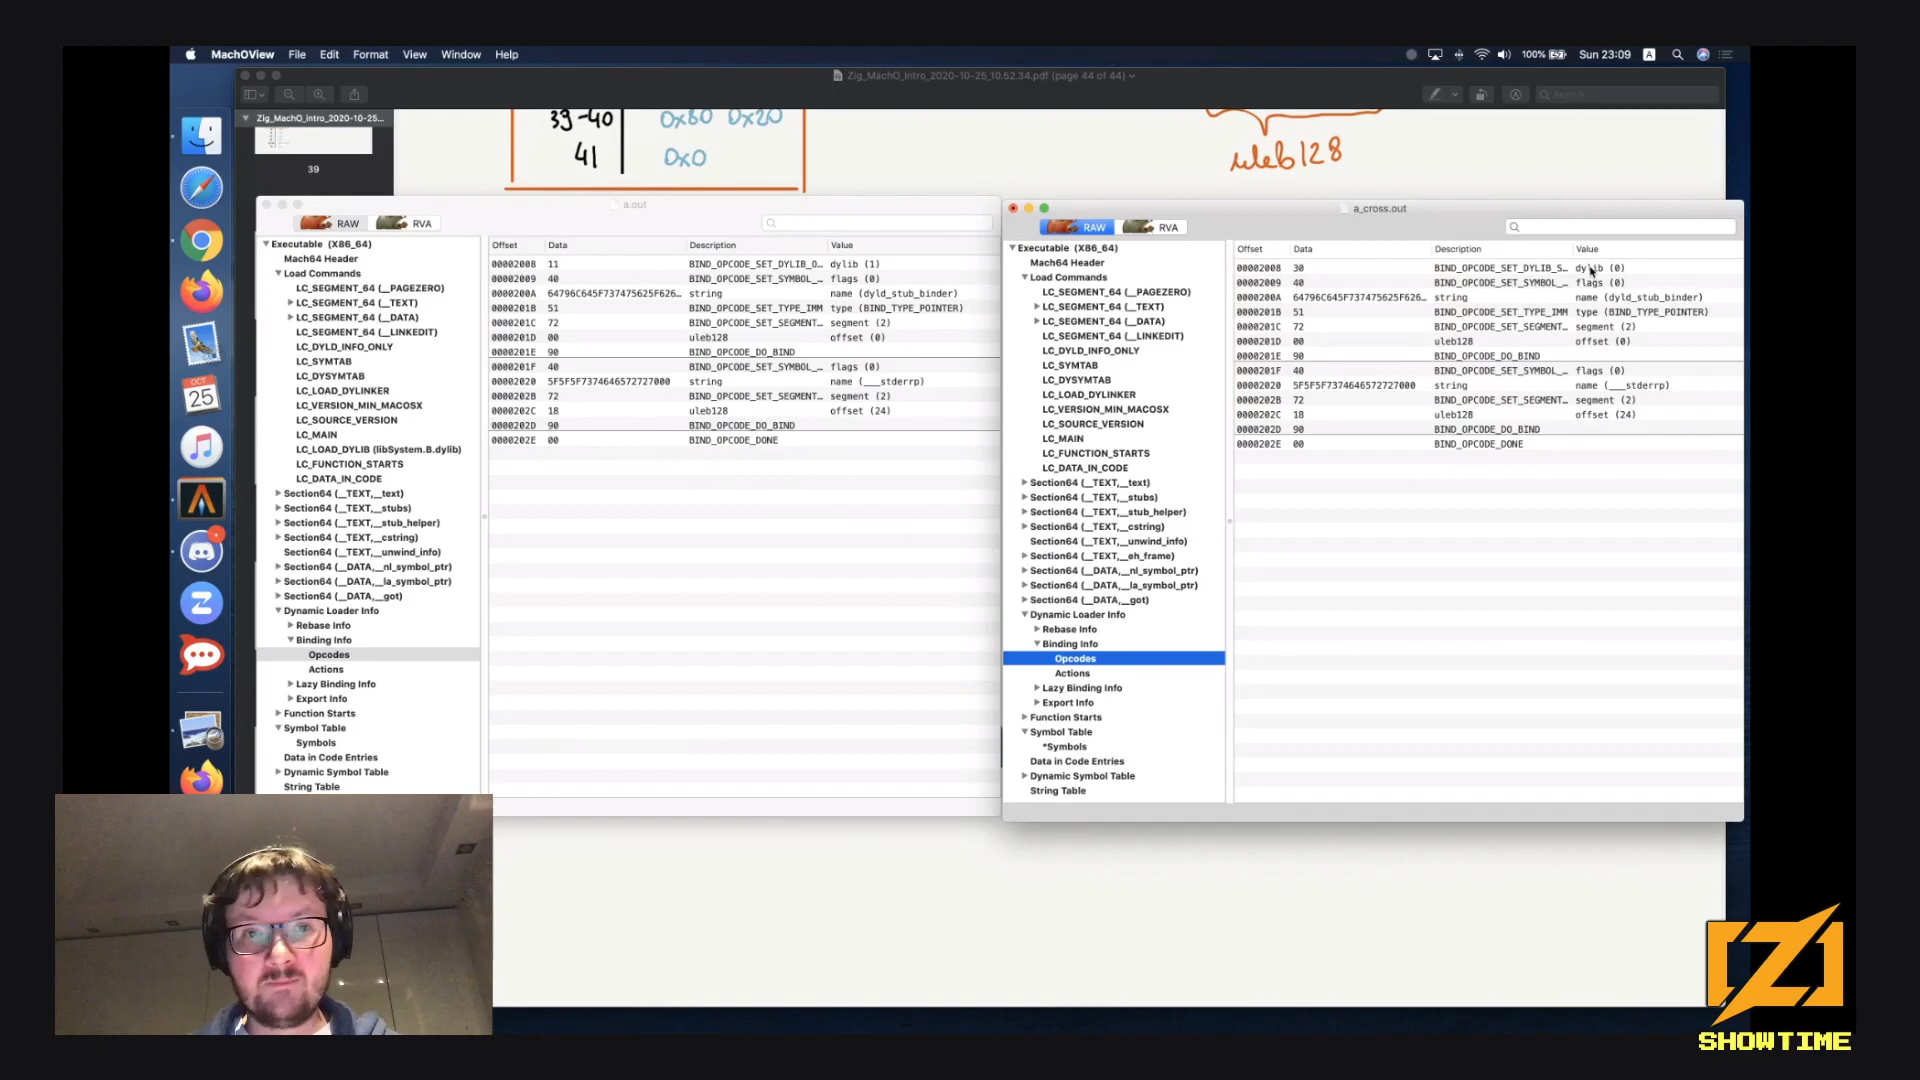 MachOView File Edit Format View Window Help
100% Sun 23:09 A
Zig_MachO_intro_2020-10-25_10.52.34.pdf (page 44 of 44)
Search
Zig_MachO_intro_2020-10-25...
39
39-40 0x80 0x20
41 0x0
uleb128
OCT
25
a.out
RAW RVA
Executable (X86_64)
Mach64 Header
Load Commands
LC_SEGMENT_64 (__PAGEZERO)
LC_SEGMENT_64 (__TEXT)
LC_SEGMENT_64 (__DATA)
LC_SEGMENT_64 (__LINKEDIT)
LC_DYLD_INFO_ONLY
LC_SYMTAB
LC_DYSYMTAB
LC_LOAD_DYLINKER
LC_VERSION_MIN_MACOSX
LC_SOURCE_VERSION
LC_MAIN
LC_LOAD_DYLIB (libSystem.B.dylib)
LC_FUNCTION_STARTS
LC_DATA_IN_CODE
Section64 (__TEXT,__text)
Section64 (__TEXT,__stubs)
Section64 (__TEXT,__stub_helper)
Section64 (__TEXT,__cstring)
Section64 (__TEXT,__unwind_info)
Section64 (__DATA,__nl_symbol_ptr)
Section64 (__DATA,__la_symbol_ptr)
Section64 (__DATA,__got)
Dynamic Loader Info
Rebase Info
Binding Info
Opcodes
Actions
Lazy Binding Info
Export Info
Function Starts
Symbol Table
Symbols
Data in Code Entries
Dynamic Symbol Table
String Table
Offset Data Description Value
00002008 11 BIND_OPCODE_SET_DYLIB_O... dylib (1)
00002009 40 BIND_OPCODE_SET_SYMBOL_... flags (0)
0000200A 64796C645F737475625F626... string name (dyld_stub_binder)
0000201B 51 BIND_OPCODE_SET_TYPE_IMM type (BIND_TYPE_POINTER)
0000201C 72 BIND_OPCODE_SET_SEGMENT... segment (2)
0000201D 00 uleb128 offset (0)
0000201E 90 BIND_OPCODE_DO_BIND
0000201F 40 BIND_OPCODE_SET_SYMBOL_... flags (0)
00002020 5F5F5F7374646572727000 string name (___stderrp)
0000202B 72 BIND_OPCODE_SET_SEGMENT... segment (2)
0000202C 18 uleb128 offset (24)
0000202D 90 BIND_OPCODE_DO_BIND
0000202E 00 BIND_OPCODE_DONE
a_cross.out
RAW RVA
Executable (X86_64)
Mach64 Header
Load Commands
LC_SEGMENT_64 (__PAGEZERO)
LC_SEGMENT_64 (__TEXT)
LC_SEGMENT_64 (__DATA)
LC_SEGMENT_64 (__LINKEDIT)
LC_DYLD_INFO_ONLY
LC_SYMTAB
LC_DYSYMTAB
LC_LOAD_DYLINKER
LC_VERSION_MIN_MACOSX
LC_SOURCE_VERSION
LC_MAIN
LC_FUNCTION_STARTS
LC_DATA_IN_CODE
Section64 (__TEXT,__text)
Section64 (__TEXT,__stubs)
Section64 (__TEXT,__stub_helper)
Section64 (__TEXT,__cstring)
Section64 (__TEXT,__unwind_info)
Section64 (__TEXT,__eh_frame)
Section64 (__DATA,__nl_symbol_ptr)
Section64 (__DATA,__la_symbol_ptr)
Section64 (__DATA,__got)
Dynamic Loader Info
Rebase Info
Binding Info
Opcodes
Actions
Lazy Binding Info
Export Info
Function Starts
Symbol Table
*Symbols
Data in Code Entries
Dynamic Symbol Table
String Table
Offset Data Description Value
00002008 30 BIND_OPCODE_SET_DYLIB_S... dylib (0)
00002009 40 BIND_OPCODE_SET_SYMBOL_... flags (0)
0000200A 64796C645F737475625F626... string name (dyld_stub_binder)
0000201B 51 BIND_OPCODE_SET_TYPE_IMM type (BIND_TYPE_POINTER)
0000201C 72 BIND_OPCODE_SET_SEGMENT... segment (2)
0000201D 00 uleb128 offset (0)
0000201E 90 BIND_OPCODE_DO_BIND
0000201F 40 BIND_OPCODE_SET_SYMBOL_... flags (0)
00002020 5F5F5F7374646572727000 string name (___stderrp)
0000202B 72 BIND_OPCODE_SET_SEGMENT... segment (2)
0000202C 18 uleb128 offset (24)
0000202D 90 BIND_OPCODE_DO_BIND
0000202E 00 BIND_OPCODE_DONE
SHOWTIME